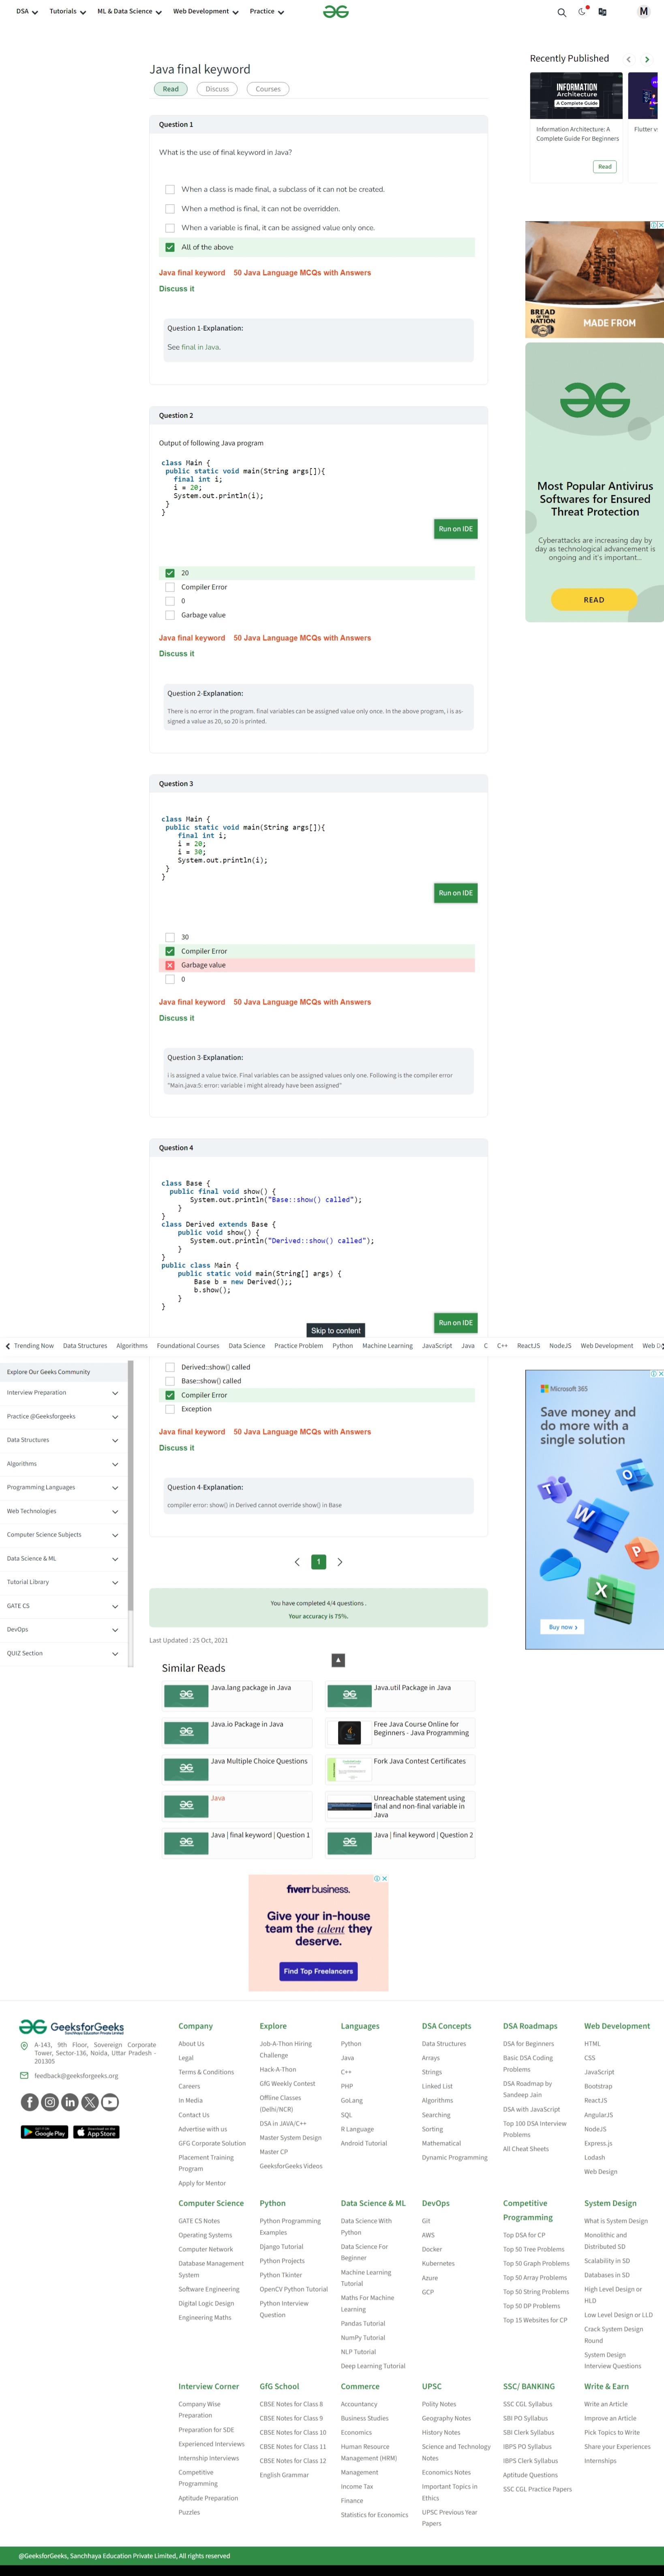 DSA Tutorials ML & Data Science Web Development Practice
M
Java final keyword
Read Discuss Courses
Question 1
What is the use of final keyword in Java?
When a class is made final, a subclass of it can not be created.
When a method is final, it can not be overridden.
When a variable is final, it can be assigned value only once.
All of the above
Java final keyword 50 Java Language MCQs with Answers
Discuss it
Question 1-Explanation:
See final in Java.
Question 2
Output of following Java program
class Main {
public static void main(String args[]){
final int i;
i = 20;
System.out.println(i);
}
}
Run on IDE
20
Compiler Error
0
Garbage value
Java final keyword 50 Java Language MCQs with Answers
Discuss it
Question 2-Explanation:
There is no error in the program. final variables can be assigned value only once. In the above program, i is as-
signed a value as 20, so 20 is printed.
Question 3
class Main {
public static void main(String args[]){
final int i;
i = 20;
i = 30;
System.out.println(i);
}
}
Run on IDE
30
Compiler Error
Garbage value
0
Java final keyword 50 Java Language MCQs with Answers
Discuss it
Question 3-Explanation:
i is assigned a value twice. Final variables can be assigned values only one. Following is the compiler error
"Main.java:5: error: variable i might already have been assigned"
Question 4
class Base {
public final void show() {
System.out.println("Base::show() called");
}
}
class Derived extends Base {
public void show() {
System.out.println("Derived::show() called");
}
}
public class Main {
public static void main(String[] args) {
Base b = new Derived();;
b.show();
}
}
Run on IDE
Skip to content
Trending Now Data Structures Algorithms Foundational Courses Data Science Practice Problem Python Machine Learning JavaScript Java C C++ ReactJS NodeJS Web Development Web D
Derived::show() called
Base::show() called
Compiler Error
Exception
Java final keyword 50 Java Language MCQs with Answers
Discuss it
Question 4-Explanation:
compiler error: show() in Derived cannot override show() in Base
1
You have completed 4/4 questions .
Your accuracy is 75%.
Last Updated : 25 Oct, 2021
Explore Our Geeks Community
Interview Preparation
Practice @Geeksforgeeks
Data Structures
Algorithms
Programming Languages
Web Technologies
Computer Science Subjects
Data Science & ML
Tutorial Library
GATE CS
DevOps
QUIZ Section
Recently Published
INFORMATION
Architecture
A Complete Guide
Information Architecture: A
Complete Guide For Beginners
Read
Flutter v
BREAD
OF THE
NATION
MADE FROM
Most Popular Antivirus
Softwares for Ensured
Threat Protection
Cyberattacks are increasing day by
day as technological advancement is
ongoing and it's important...
READ
Microsoft 365
Save money and
do more with a
single solution
T
O
W
P
X
Buy now
Similar Reads
Java.lang package in Java
Java.util Package in Java
Java.io Package in Java
Free Java Course Online for
Beginners - Java Programming
Java Multiple Choice Questions
Fork Java Contest Certificates
Java
Unreachable statement using
final and non-final variable in
Java
Java | final keyword | Question 1
Java | final keyword | Question 2
fiverr business.
Give your in-house
team the talent they
deserve.
Find Top Freelancers
GeeksforGeeks
Sanchhaya Education Private Limited
A-143, 9th Floor, Sovereign Corporate
Tower, Sector-136, Noida, Uttar Pradesh -
201305
feedback@geeksforgeeks.org
Google Play
App Store
Company
About Us
Legal
Terms & Conditions
Careers
In Media
Contact Us
Advertise with us
GFG Corporate Solution
Placement Training
Program
Apply for Mentor
Explore
Job-A-Thon Hiring
Challenge
Hack-A-Thon
GfG Weekly Contest
Offline Classes
(Delhi/NCR)
DSA in JAVA/C++
Master System Design
Master CP
GeeksforGeeks Videos
Languages
Python
Java
C++
PHP
GoLang
SQL
R Language
Android Tutorial
DSA Concepts
Data Structures
Arrays
Strings
Linked List
Algorithms
Searching
Sorting
Mathematical
Dynamic Programming
DSA Roadmaps
DSA for Beginners
Basic DSA Coding
Problems
DSA Roadmap by
Sandeep Jain
DSA with JavaScript
Top 100 DSA Interview
Problems
All Cheat Sheets
Web Development
HTML
CSS
JavaScript
Bootstrap
ReactJS
AngularJS
NodeJS
Express.js
Lodash
Web Design
Computer Science
GATE CS Notes
Operating Systems
Computer Network
Database Management
System
Software Engineering
Digital Logic Design
Engineering Maths
Python
Python Programming
Examples
Django Tutorial
Python Projects
Python Tkinter
OpenCV Python Tutorial
Python Interview
Question
Data Science & ML
Data Science With
Python
Data Science For
Beginner
Machine Learning
Tutorial
Maths For Machine
Learning
Pandas Tutorial
NumPy Tutorial
NLP Tutorial
Deep Learning Tutorial
DevOps
Git
AWS
Docker
Kubernetes
Azure
GCP
Competitive
Programming
Top DSA for CP
Top 50 Tree Problems
Top 50 Graph Problems
Top 50 Array Problems
Top 50 String Problems
Top 50 DP Problems
Top 15 Websites for CP
System Design
What is System Design
Monolithic and
Distributed SD
Scalability in SD
Databases in SD
High Level Design or
HLD
Low Level Design or LLD
Crack System Design
Round
System Design
Interview Questions
Interview Corner
Company Wise
Preparation
Preparation for SDE
Experienced Interviews
Internship Interviews
Competitive
Programming
Aptitude Preparation
Puzzles
GfG School
CBSE Notes for Class 8
CBSE Notes for Class 9
CBSE Notes for Class 10
CBSE Notes for Class 11
CBSE Notes for Class 12
English Grammar
Commerce
Accountancy
Business Studies
Economics
Human Resource
Management (HRM)
Management
Income Tax
Finance
Statistics for Economics
UPSC
Polity Notes
Geography Notes
History Notes
Science and Technology
Notes
Economics Notes
Important Topics in
Ethics
UPSC Previous Year
Papers
SSC/ BANKING
SSC CGL Syllabus
SBI PO Syllabus
SBI Clerk Syllabus
IBPS PO Syllabus
IBPS Clerk Syllabus
Aptitude Questions
SSC CGL Practice Papers
Write & Earn
Write an Article
Improve an Article
Pick Topics to Write
Share your Experiences
Internships
@GeeksforGeeks, Sanchhaya Education Private Limited, All rights reserved